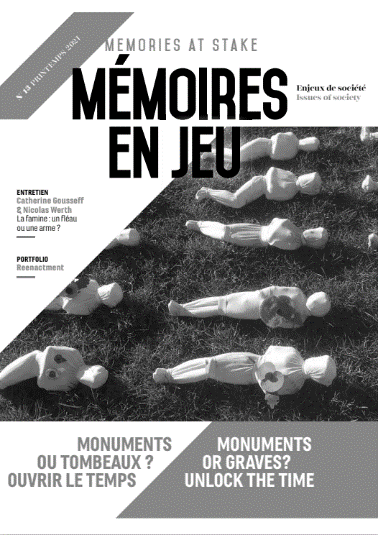 N° 13 PRINTEMPS 2021
MEMORIES AT STAKE
MÉMOIRES
EN JEU
Enjeux de société
Issues of society
ENTRETIEN
Catherine Gousseff
& Nicolas Werth
La famine : un fléau
ou une arme ?
PORTFOLIO
Reenactment
MONUMENTS
OU TOMBEAUX ?
OUVRIR LE TEMPS
MONUMENTS
OR GRAVES?
UNLOCK THE TIME